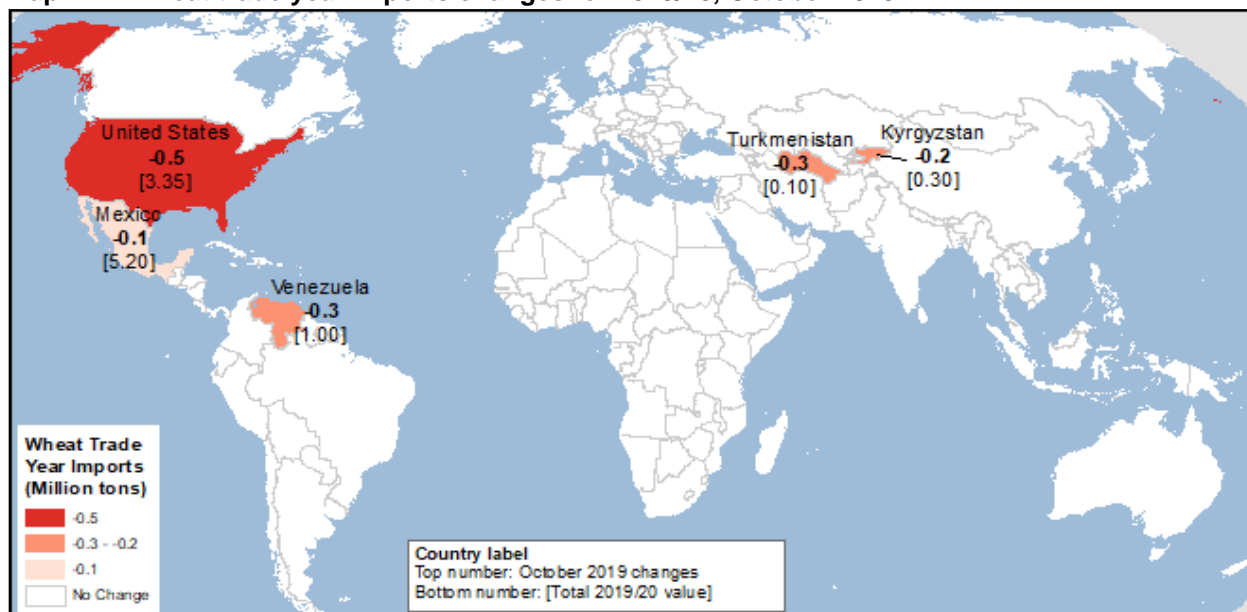 United States
-0.5
[3.35]
Mexico
-0.1
[5.20]
Venezuela
-0.3
[1.00]
Turkmenistan
-0.3
[0.10]
Kyrgyzstan
-0.2
[0.30]
Wheat Trade
Year Imports
(Million tons)
-0.5
-0.3 - -0.2
-0.1
No Change
Country label
Top number: October 2019 changes
Bottom number: [Total 2019/20 value]